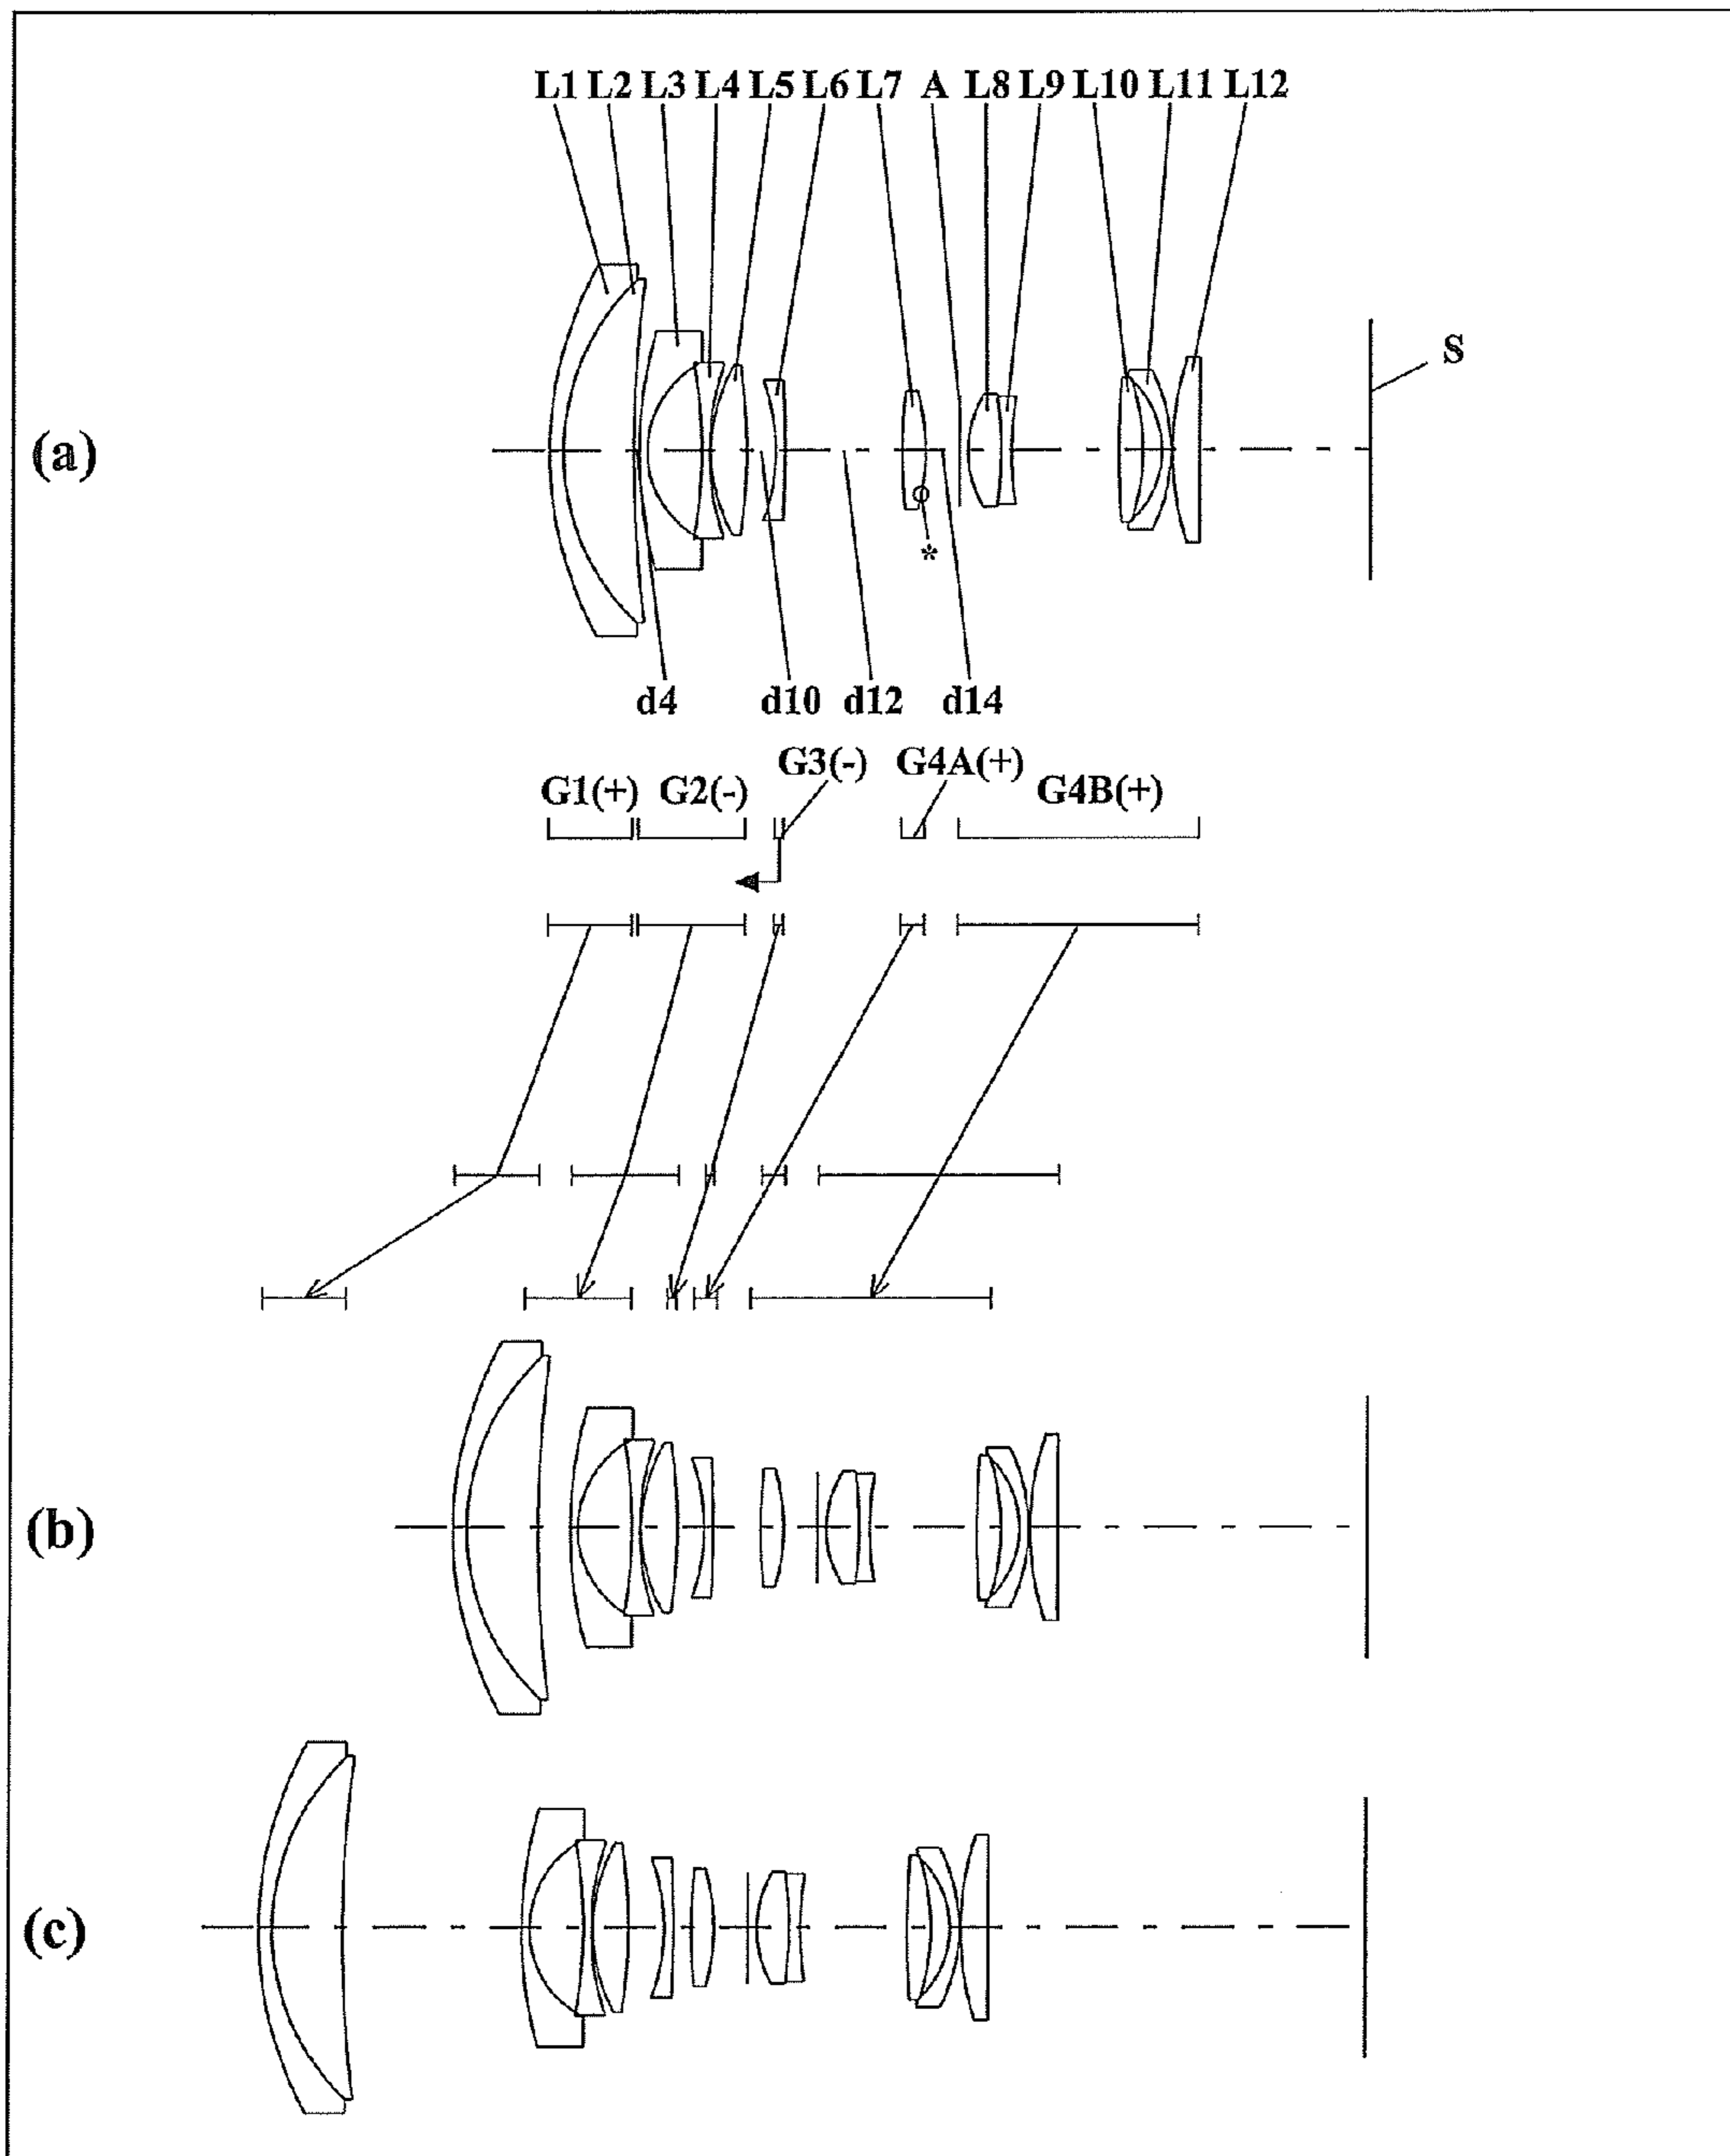 L1 L2 L3 L4 L5 L6 L7 A L8 L9 L10 L11 L12
S
(a)
*
d4 d10 d12 d14
G3(-) G4A(+)
G1(+) G2(-) G4B(+)
(b)
(c)